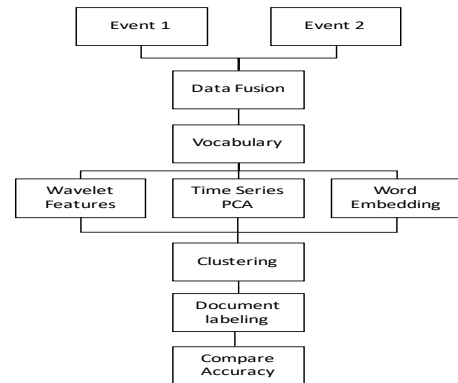 Event 1
Event 2
Data Fusion
Vocabulary
Wavelet
Features
Time Series
PCA
Word
Embedding
Clustering
Document
labeling
Compare
Accuracy